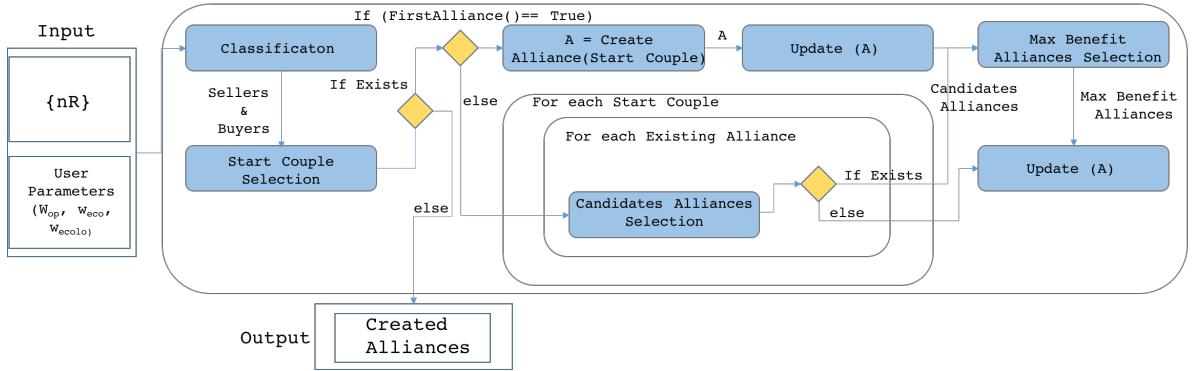 Input
{nR}
User
Parameters
(Wop, weco,
wecolo)
If (FirstAlliance()== True)
Classificaton
Sellers
&
Buyers
Start Couple
Selection
If Exists
else
else
A = Create
Alliance(Start Couple)
A
Update (A)
Max Benefit
Alliances Selection
Candidates
Alliances
Max Benefit
Alliances
Update (A)
For each Start Couple
For each Existing Alliance
Candidates Alliances
Selection
If Exists
else
Output
Created
Alliances